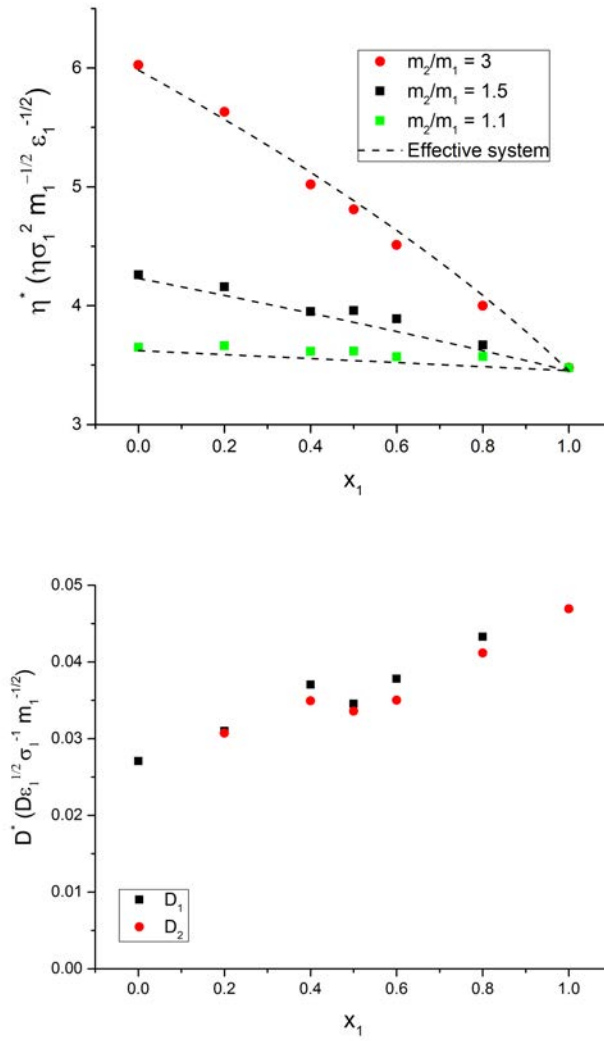 6
5
4
3
η* (ησ₁² m₁⁻¹/² ε₁⁻¹/²)
m₂/m₁ = 3
m₂/m₁ = 1.5
m₂/m₁ = 1.1
Effective system
0.0 0.2 0.4 0.6 0.8 1.0
x₁
0.05
0.04
0.03
0.02
0.01
0.00
D* (Dε₁¹/² σ₁⁻¹ m₁⁻¹/²)
D₁
D₂
0.0 0.2 0.4 0.6 0.8 1.0
x₁